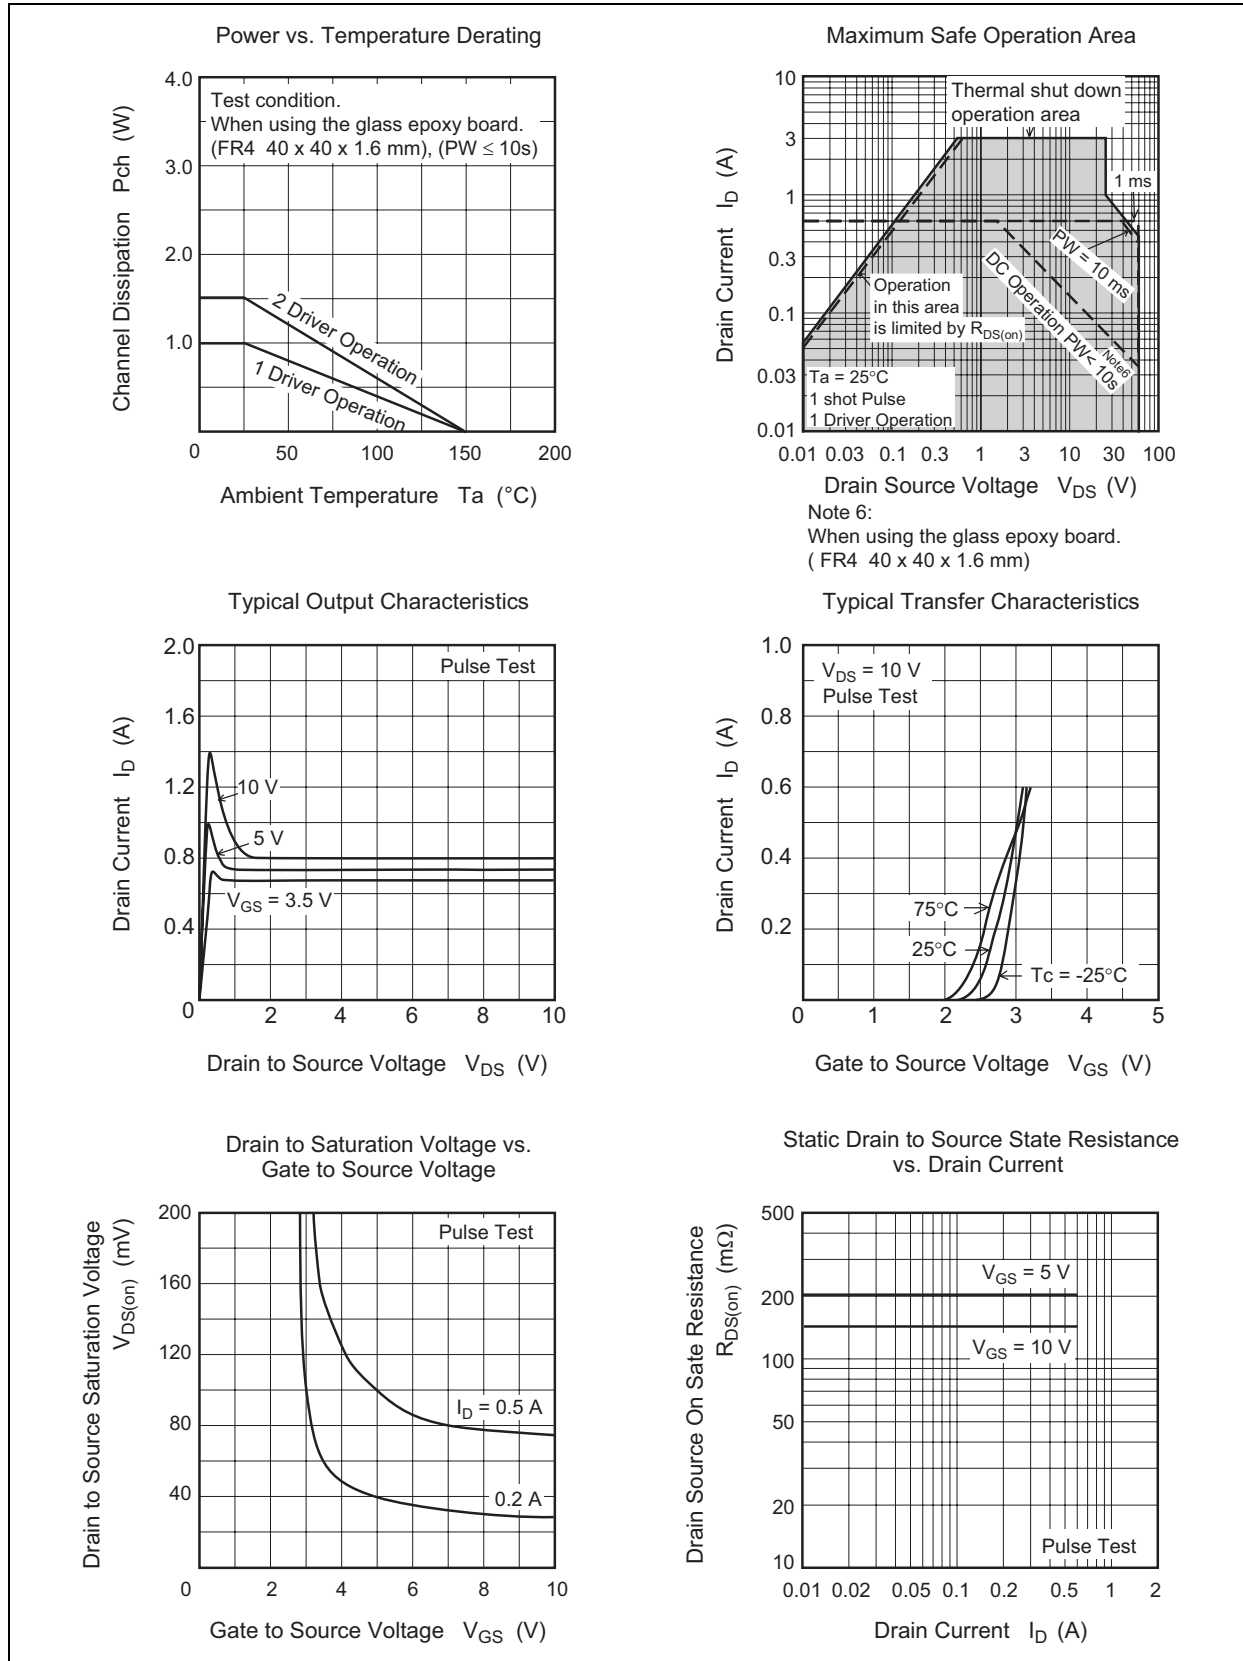 Power vs. Temperature Derating
4.0
3.0
2.0
1.0
0
50
100
150
200
Channel Dissipation Pch (W)
Test condition.
When using the glass epoxy board.
(FR4 40 x 40 x 1.6 mm), (PW ≤ 10s)
2 Driver Operation
1 Driver Operation
Ambient Temperature Ta (°C)
Maximum Safe Operation Area
10
3
1
0.3
0.1
0.03
0.01
0.01 0.03 0.1 0.3 1 3 10 30 100
Drain Current ID (A)
Thermal shut down
operation area
1 ms
PW = 10 ms
DC Operation PW< 10s
Note6
Operation
in this area
is limited by RDS(on)
Ta = 25°C
1 shot Pulse
1 Driver Operation
Drain Source Voltage VDS (V)
Note 6:
When using the glass epoxy board.
( FR4 40 x 40 x 1.6 mm)
Typical Output Characteristics
2.0
1.6
1.2
0.8
0.4
0
2
4
6
8
10
Drain Current ID (A)
Pulse Test
10 V
5 V
VGS = 3.5 V
Drain to Source Voltage VDS (V)
Typical Transfer Characteristics
1.0
0.8
0.6
0.4
0.2
0
1
2
3
4
5
Drain Current ID (A)
VDS = 10 V
Pulse Test
75°C
25°C
Tc = -25°C
Gate to Source Voltage VGS (V)
Drain to Saturation Voltage vs.
Gate to Source Voltage
200
160
120
80
40
0
2
4
6
8
10
Drain to Source Saturation Voltage
VDS(on) (mV)
Pulse Test
ID = 0.5 A
0.2 A
Gate to Source Voltage VGS (V)
Static Drain to Source State Resistance
vs. Drain Current
500
200
100
50
20
10
0.01 0.02 0.05 0.1 0.2 0.5 1 2
Drain Source On Sate Resistance
RDS(on) (mΩ)
VGS = 5 V
VGS = 10 V
Pulse Test
Drain Current ID (A)